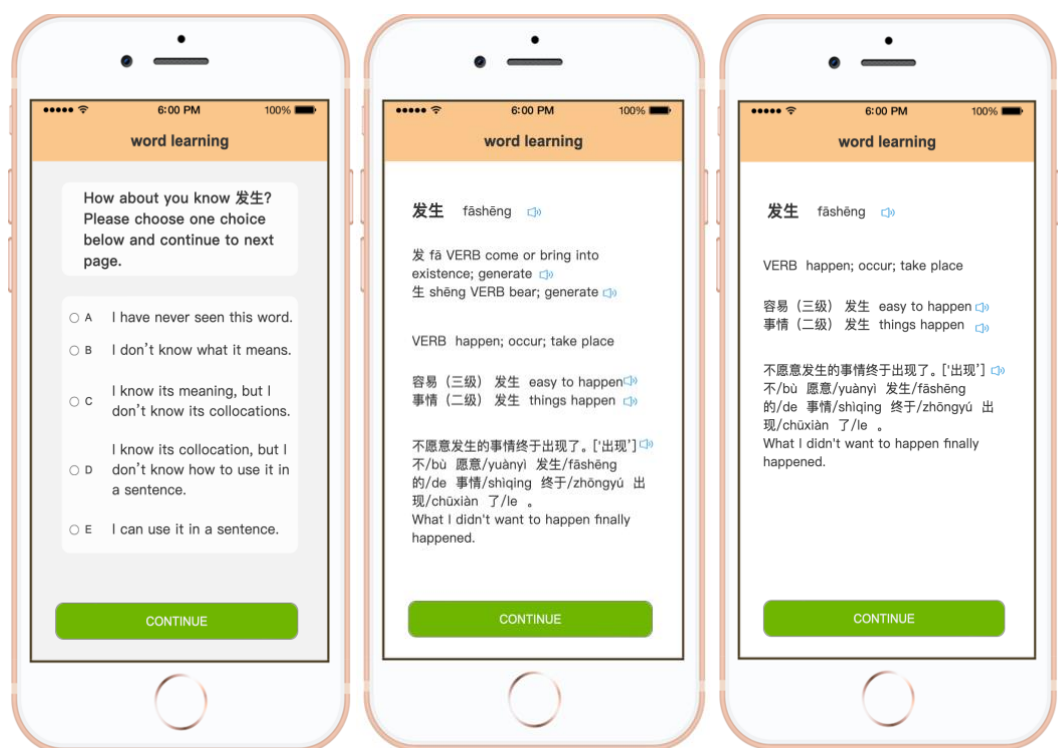 6:00 PM
100%
word learning
How about you know 发生?
Please choose one choice
below and continue to next
page.
A I have never seen this word.
B I don't know what it means.
C I know its meaning, but I
don't know its collocations.
D I know its collocation, but I
don't know how to use it in
a sentence.
E I can use it in a sentence.
CONTINUE
6:00 PM
100%
word learning
发生 fāshēng
发 fā VERB come or bring into
existence; generate
生 shēng VERB bear; generate
VERB happen; occur; take place
容易（三级） 发生 easy to happen
事情（二级） 发生 things happen
不愿意发生的事情终于出现了。['出现']
不/bù 愿意/yuànyì 发生/fāshēng
的/de 事情/shìqing 终于/zhōngyú 出
现/chūxiàn 了/le 。
What I didn't want to happen finally
happened.
CONTINUE
6:00 PM
100%
word learning
发生 fāshēng
VERB happen; occur; take place
容易（三级） 发生 easy to happen
事情（二级） 发生 things happen
不愿意发生的事情终于出现了。['出现']
不/bù 愿意/yuànyì 发生/fāshēng
的/de 事情/shìqing 终于/zhōngyú 出
现/chūxiàn 了/le 。
What I didn't want to happen finally
happened.
CONTINUE